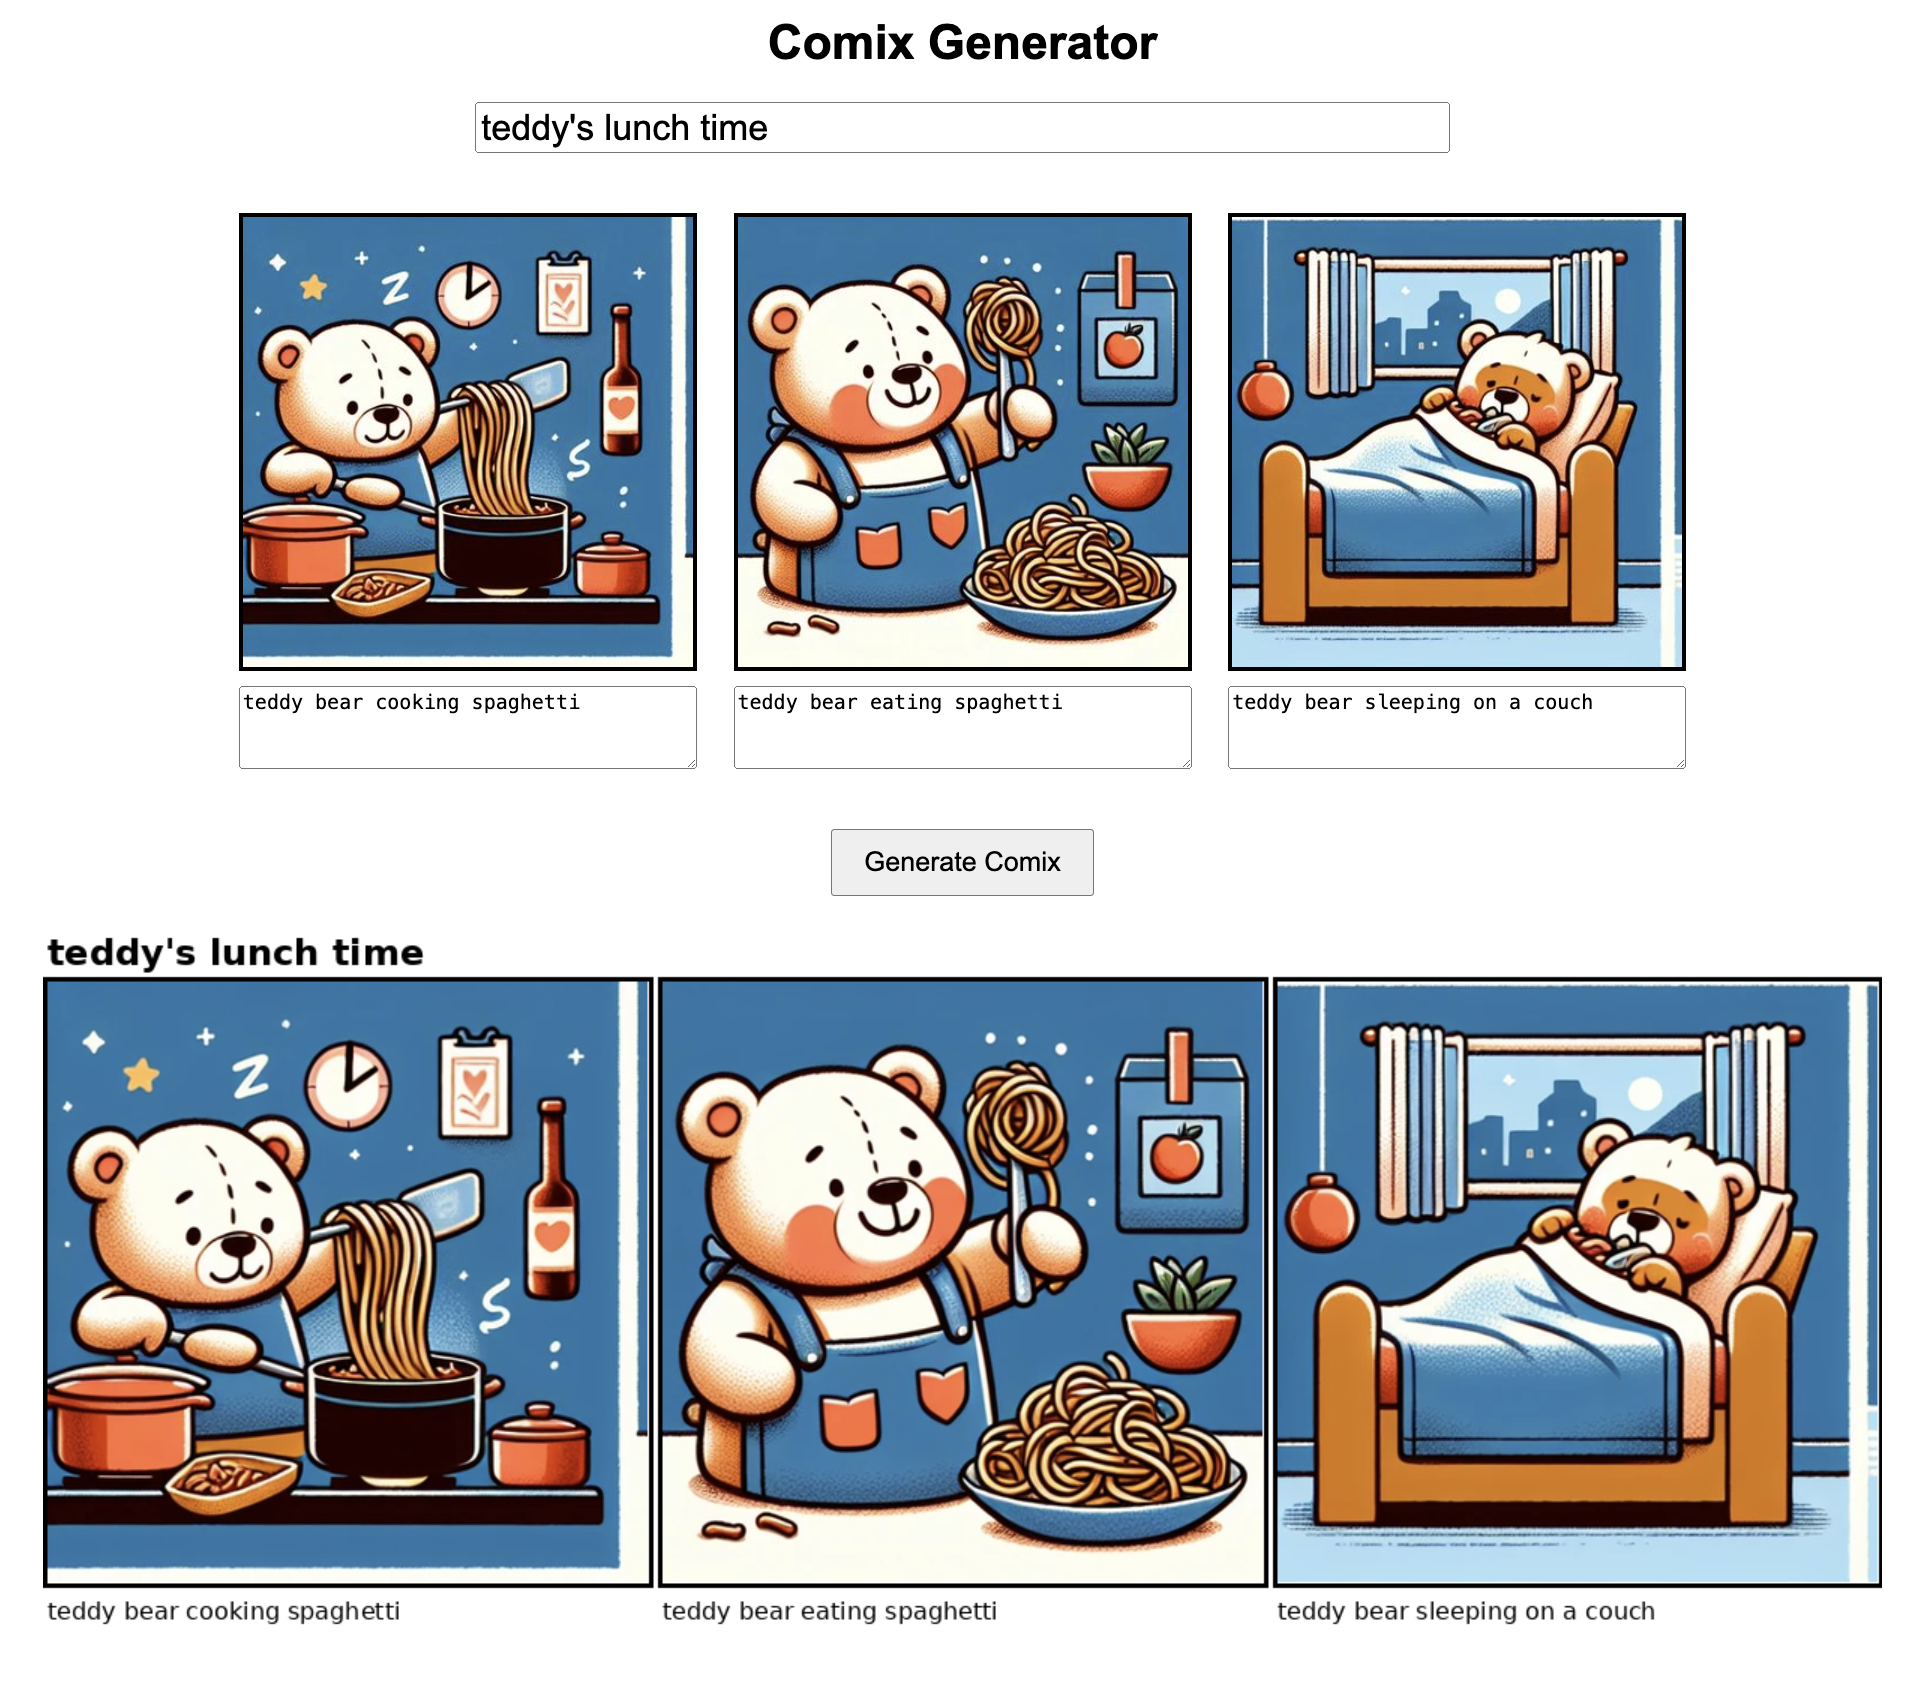 Comix Generator
teddy's lunch time
Z
S
teddy bear cooking spaghetti
teddy bear eating spaghetti
teddy bear sleeping on a couch
Generate Comix
teddy's lunch time
Z
S
teddy bear cooking spaghetti
teddy bear eating spaghetti
teddy bear sleeping on a couch